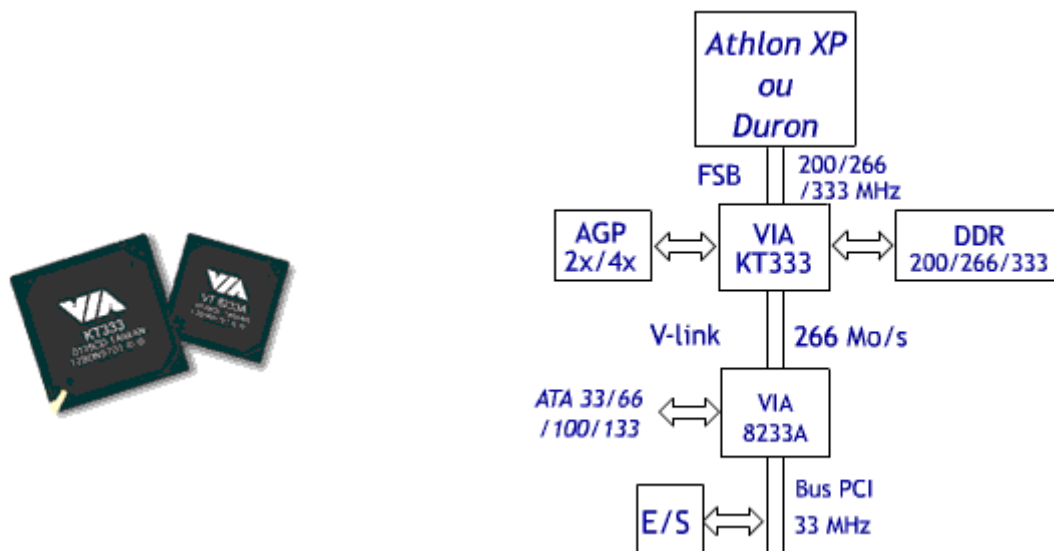 Athlon XP
ou
Duron
FSB
200/266
/333 MHz
AGP
2x/4x
VIA
KT333
DDR
200/266/333
V-link
266 Mo/s
ATA 33/66
/100/133
VIA
8233A
Bus PCI
33 MHz
E/S
VIA
KT333
VIA
VT 8233A